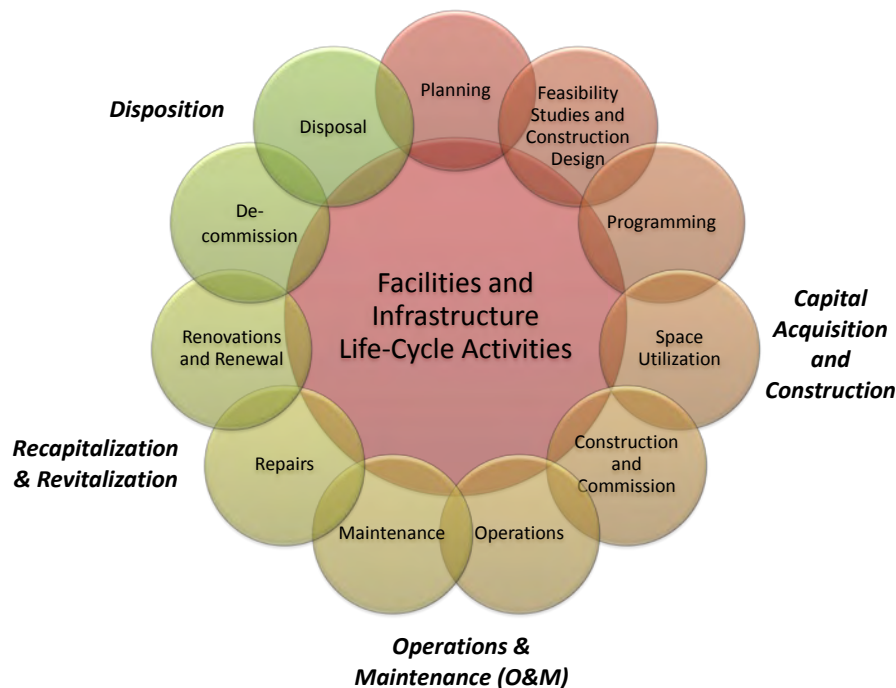 Planning
Feasibility
Studies and
Construction
Design
Programming
Space
Utilization
Construction
and
Commission
Operations
Maintenance
Repairs
Renovations
and Renewal
De-
commission
Disposal
Facilities and
Infrastructure
Life-Cycle Activities
Disposition
Capital
Acquisition
and
Construction
Recapitalization
& Revitalization
Operations &
Maintenance (O&M)